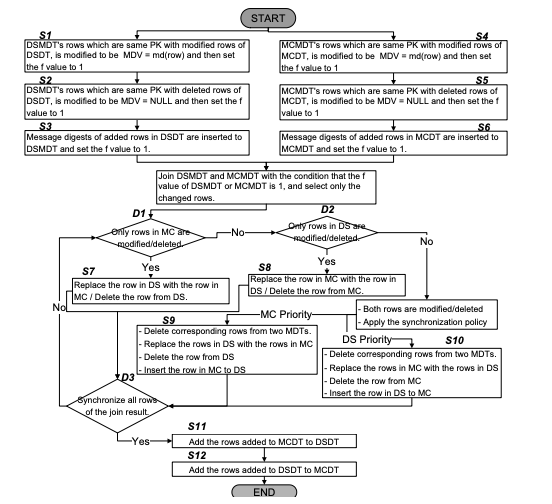 START
S1
DSMDT's rows which are same PK with modified rows of
DSDT, is modified to be MDV = md(row) and then set
the f value to 1
S4
MCMDT's rows which are same PK with modified rows of
MCDT, is modified to be MDV = md(row) and then set
the f value to 1
S2
DSMDT's rows which are same PK with deleted rows of
DSDT, is modified to be MDV = NULL and then set the f
value to 1
S5
MCMDT's rows which are same PK with deleted rows of
MCDT, is modified to be MDV = NULL and then set the f
value to 1
S3
Message digests of added rows in DSDT are inserted to
DSMDT and set the f value to 1.
S6
Message digests of added rows in MCDT are inserted to
MCMDT and set the f value to 1.
Join DSMDT and MCMDT with the condition that the f
value of DSMDT or MCMDT is 1, and select only the
changed rows.
D1
Only rows in MC are
modified/deleted.
No
D2
Only rows in DS are
modified/deleted.
No
Yes
Yes
S7
Replace the row in DS with the row in
MC / Delete the row from DS.
S8
Replace the row in MC with the row in
DS / Delete the row from MC.
No
- Both rows are modified/deleted
- Apply the synchronization policy
MC Priority
DS Priority
S9
- Delete corresponding rows from two MDTs.
- Replace the rows in DS with the rows in MC
- Delete the row from DS
- Insert the row in MC to DS
S10
- Delete corresponding rows from two MDTs.
- Replace the rows in MC with the rows in DS
- Delete the row from MC
- Insert the row in DS to MC
D3
Synchronize all rows
of the join result.
Yes
S11
Add the rows added to MCDT to DSDT
S12
Add the rows added to DSDT to MCDT
END